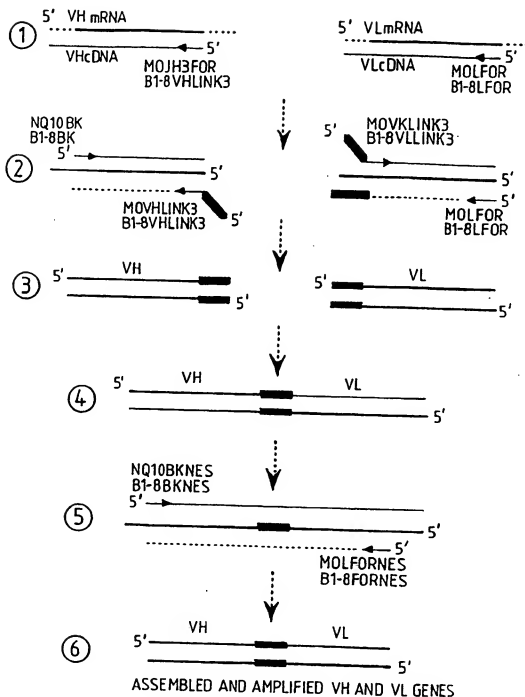 1
5'
VH mRNA
VHcDNA
MOJH3FOR
B1-8VHLINK3
5'
5'
VLmRNA
VLcDNA
MOLFOR
B1-8LFOR
5'
2
NQ10BK
B1-8BK
5'
MOVHLINK3
B1-8VHLINK3
5'
5'
MOVKLINK3
B1-8VLLINK3
MOLFOR
B1-8LFOR
5'
3
5'
VH
5'
5'
VL
5'
4
5'
VH
VL
5'
5
NQ10BKNES
B1-8BKNES
5'
5'
5'
MOLFORNES
B1-8FORNES
6
5'
VH
VL
5'
ASSEMBLED AND AMPLIFIED VH AND VL GENES